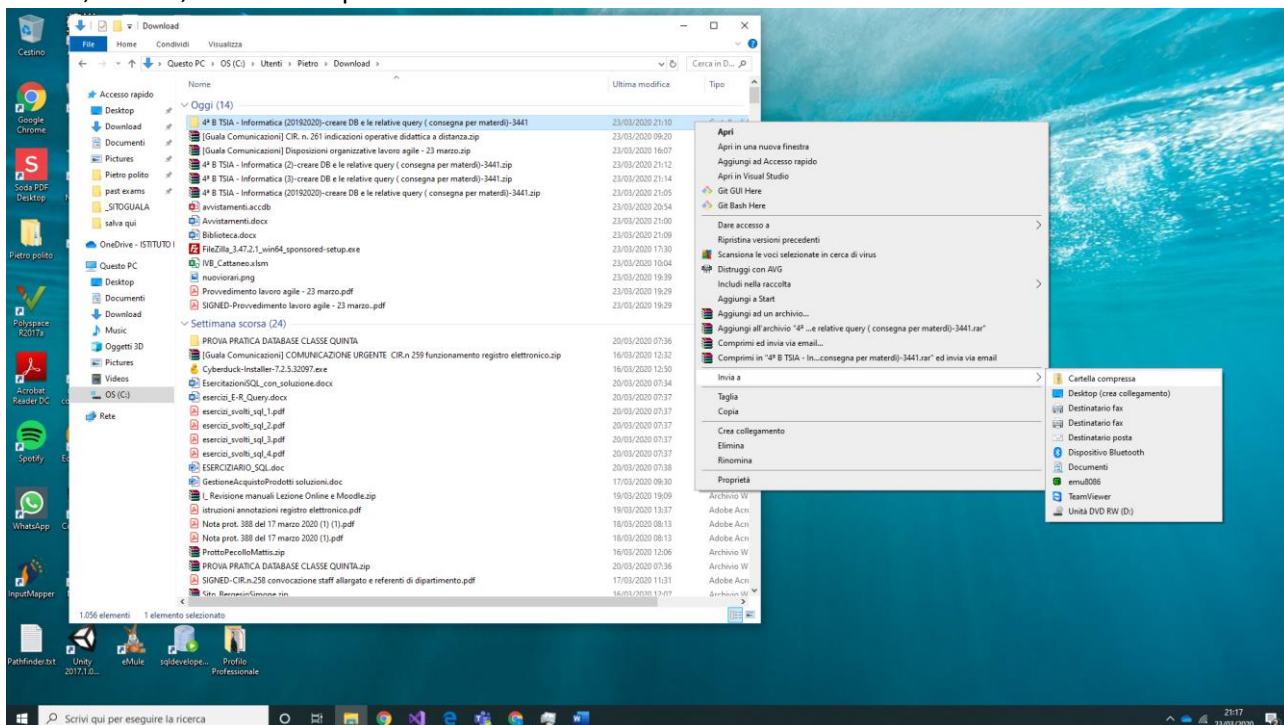 Download
File Home Condividi Visualizza
Questo PC > OS (C:) > Utenti > Pietro > Download >
Cerca in D...
Nome Ultima modifica Tipo
Oggi (14)
4ª B TSIA - Informatica (20192020)-creare DB e le relative query ( consegna per materdì)-3441 23/03/2020 21:10
[Guala Comunicazioni] CIR. n. 261 indicazioni operative didattica a distanza.zip 23/03/2020 09:20
[Guala Comunicazioni] Disposizioni organizzative lavoro agile - 23 marzo.zip 23/03/2020 16:07
4ª B TSIA - Informatica (2)-creare DB e le relative query ( consegna per materdì)-3441.zip 23/03/2020 21:12
4ª B TSIA - Informatica (3)-creare DB e le relative query ( consegna per materdì)-3441.zip 23/03/2020 21:14
4ª B TSIA - Informatica (20192020)-creare DB e le relative query ( consegna per materdì)-3441.zip 23/03/2020 21:05
avvistamenti.accdb 23/03/2020 20:54
Avvistamenti.docx 23/03/2020 21:00
Biblioteca.docx 23/03/2020 21:09
FileZilla_3.47.2.1_win64_sponsored-setup.exe 23/03/2020 17:30
IVB_Cattaneo.xlsm 23/03/2020 10:04
nuoviorari.png 23/03/2020 19:39
Provvedimento lavoro agile - 23 marzo.pdf 23/03/2020 19:29
SIGNED-Provvedimento lavoro agile - 23 marzo..pdf 23/03/2020 19:29
Settimana scorsa (24)
PROVA PRATICA DATABASE CLASSE QUINTA 20/03/2020 07:36
[Guala Comunicazioni] COMUNICAZIONE URGENTE CIR.n 259 funzionamento registro elettronico.zip 16/03/2020 12:32
Cyberduck-Installer-7.2.5.32097.exe 16/03/2020 12:50
EsercitazioniSQL_con_soluzione.docx 20/03/2020 07:34
esercizi_E-R_Query.docx 20/03/2020 07:37
esercizi_svolti_sql_1.pdf 20/03/2020 07:37
esercizi_svolti_sql_2.pdf 20/03/2020 07:37
esercizi_svolti_sql_3.pdf 20/03/2020 07:37
esercizi_svolti_sql_4.pdf 20/03/2020 07:37
ESERCIZIARIO_SQL.doc 20/03/2020 07:38
GestioneAcquistoProdotti soluzioni.doc 17/03/2020 09:30
I_ Revisione manuali Lezione Online e Moodle.zip 19/03/2020 19:09 Archivio W
istruzioni annotazioni registro elettronico.pdf 19/03/2020 13:37 Adobe Acr
Nota prot. 388 del 17 marzo 2020 (1) (1).pdf 18/03/2020 08:13 Adobe Acr
Nota prot. 388 del 17 marzo 2020 (1).pdf 18/03/2020 08:13 Adobe Acr
ProttoPecolloMattis.zip 16/03/2020 12:06 Archivio W
PROVA PRATICA DATABASE CLASSE QUINTA.zip 20/03/2020 07:36 Archivio W
SIGNED-CIR.n.258 convocazione staff allargato e referenti di dipartimento.pdf 17/03/2020 11:31 Adobe Acr
Sito_BergesinSimone.zip 16/03/2020 12:07 Archivio W
1.056 elementi 1 elemento selezionato
Accesso rapido
Desktop
Download
Documenti
Pictures
Pietro polito
past exams
_SITOGUALA
salva qui
OneDrive - ISTITUTO I
Questo PC
Desktop
Documenti
Download
Music
Oggetti 3D
Pictures
Videos
OS (C:)
Rete
Apri
Apri in una nuova finestra
Aggiungi ad Accesso rapido
Apri in Visual Studio
Git GUI Here
Git Bash Here
Dare accesso a
Ripristina versioni precedenti
Scansiona le voci selezionate in cerca di virus
Distruggi con AVG
Includi nella raccolta
Aggiungi a Start
Aggiungi ad un archivio...
Aggiungi all'archivio "4ª ...e relative query ( consegna per materdì)-3441.rar"
Comprimi ed invia via email...
Comprimi in "4ª B TSIA - In...consegna per materdì)-3441.rar" ed invia via email
Invia a
Taglia
Copia
Crea collegamento
Elimina
Rinomina
Proprietà
Cartella compressa
Desktop (crea collegamento)
Destinatario fax
Destinatario fax
Destinatario posta
Dispositivo Bluetooth
Documenti
emu8086
TeamViewer
Unità DVD RW (D:)
Cestino
Google
Chrome
Soda PDF
Desktop
Pietro polito
Polyspace
R2017a
Acrobat
Reader DC
Spotify
WhatsApp
InputMapper
Pathfinder.txt
Unity
2017.1.0...
eMule
sqldevelope...
Profilo
Professionale
Scrivi qui per eseguire la ricerca
21:17
23/03/2020